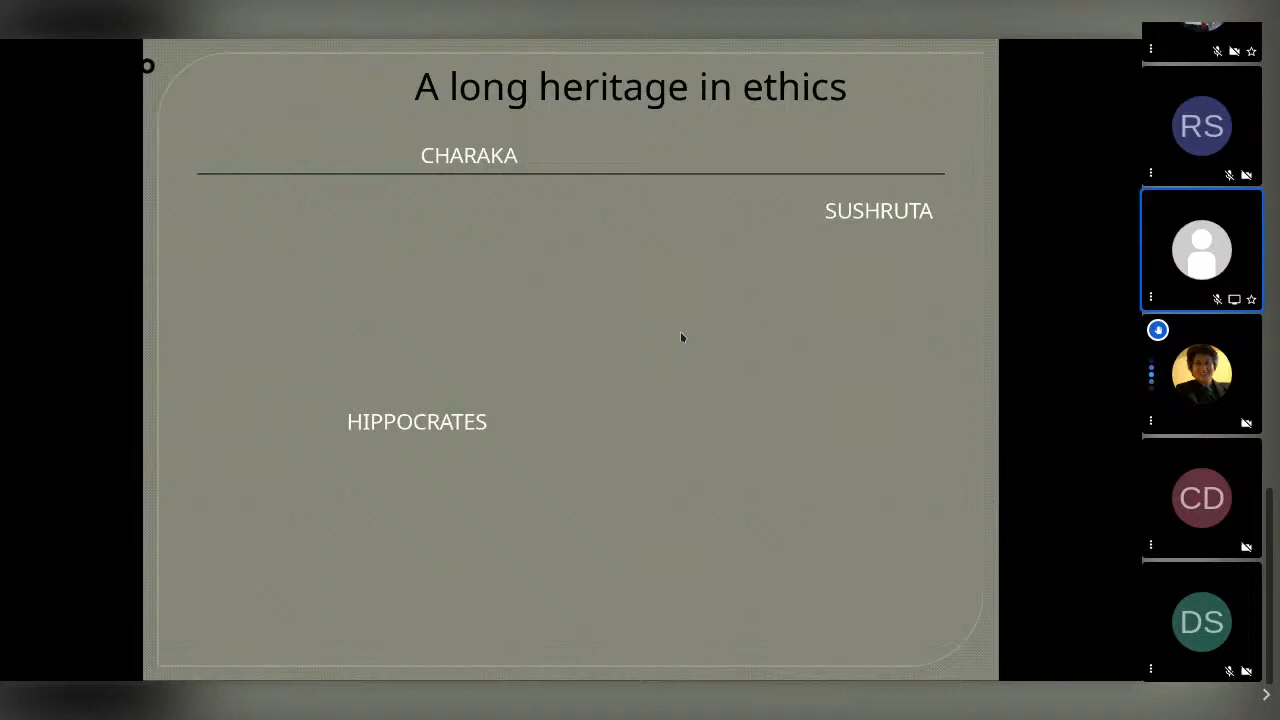 o
A long heritage in ethics
CHARAKA
SUSHRUTA
HIPPOCRATES
RS
CD
DS